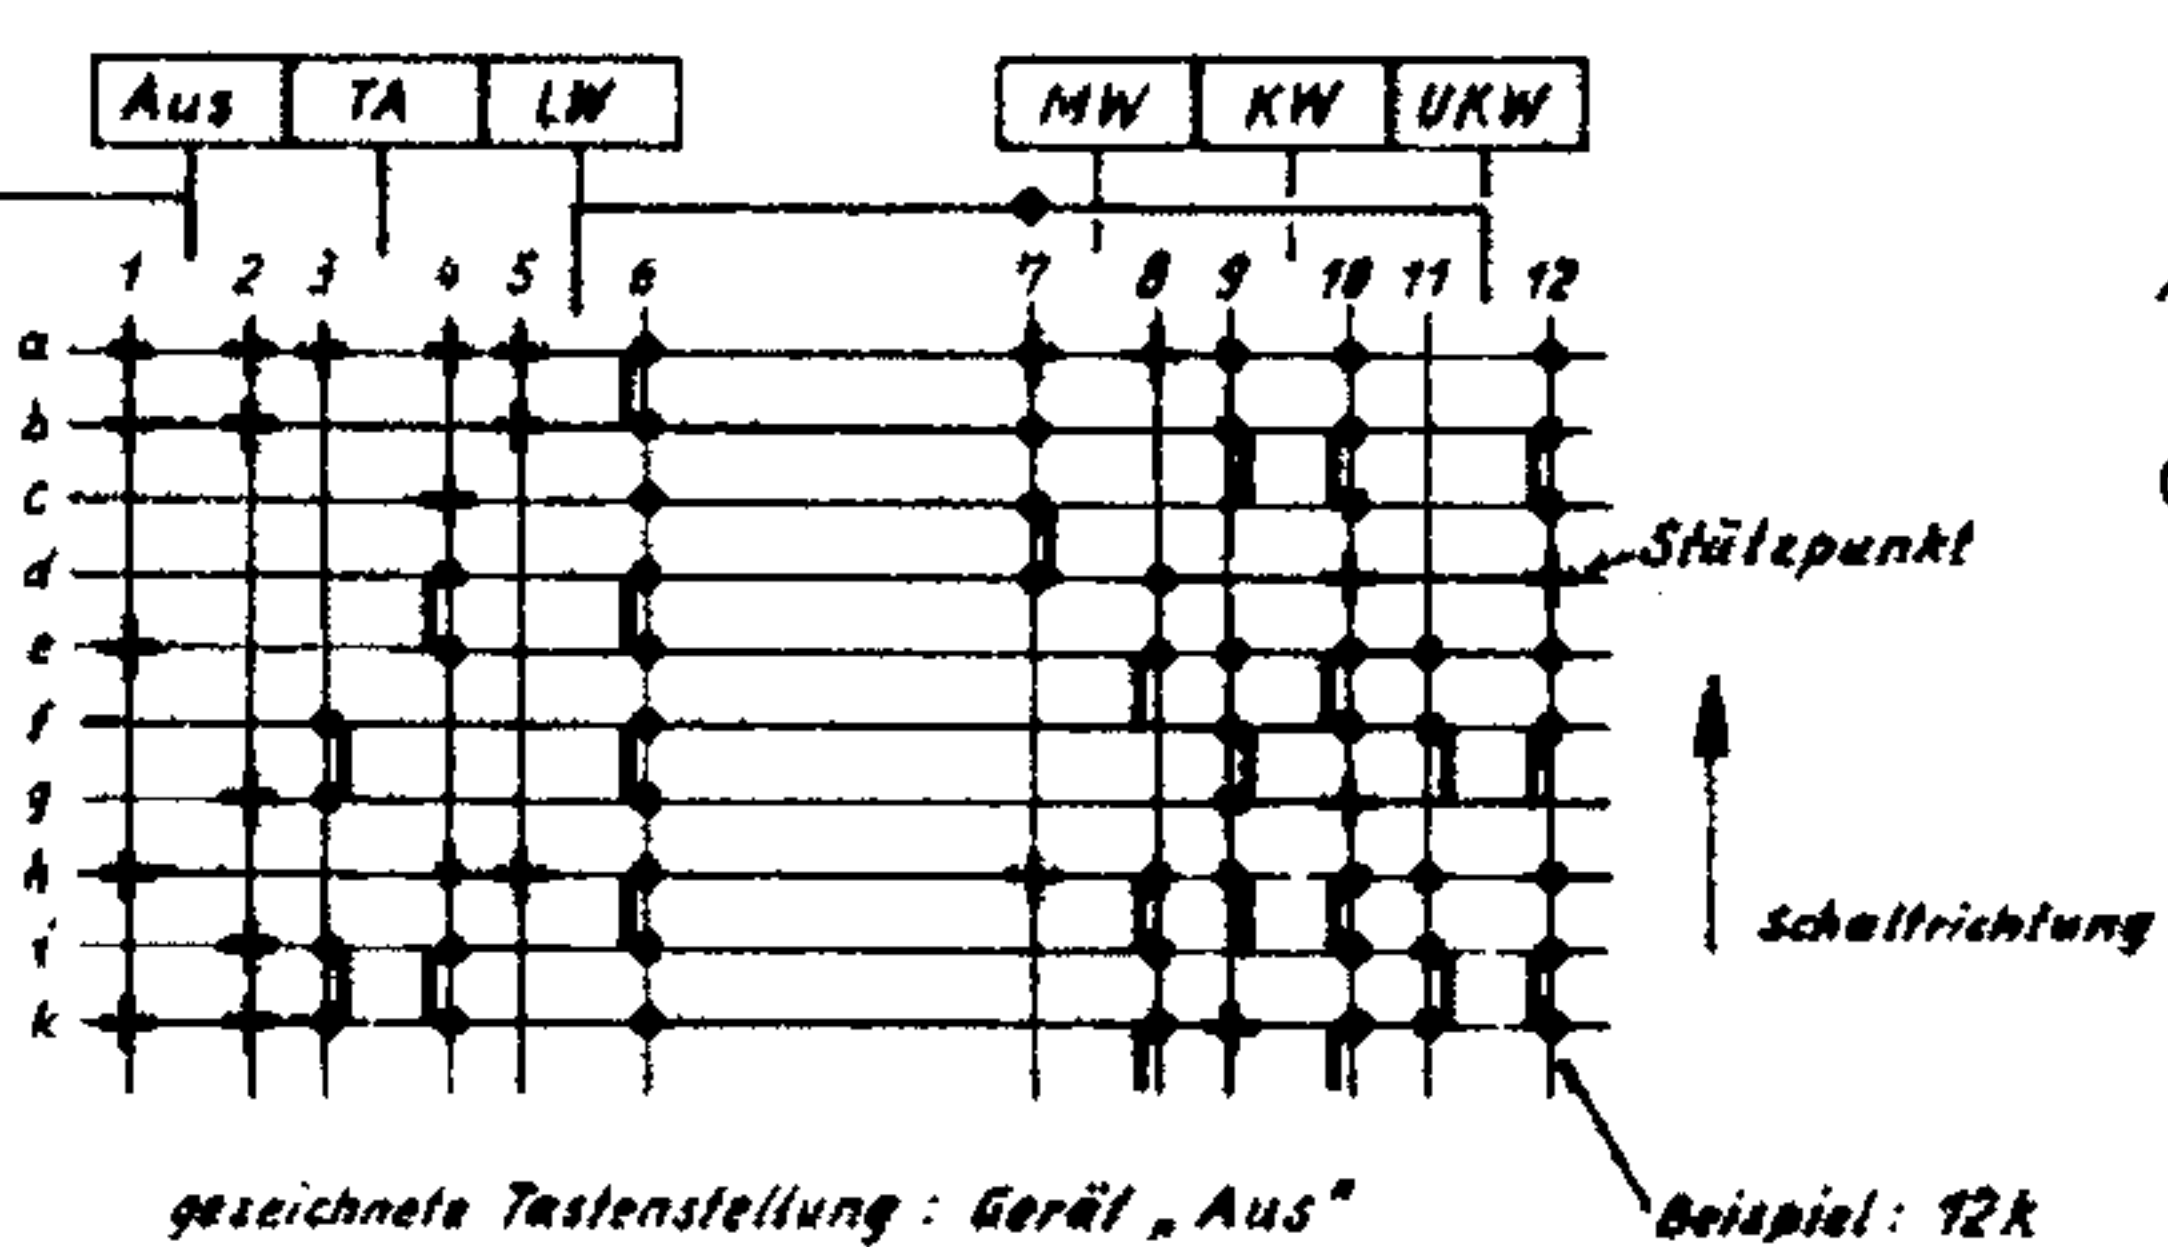 Aus TA LW MW KW UKW
1 2 3 4 5 6 7 8 9 10 11 12
a
b
c
d
Stützpunkt
e
f
g
h
i
Schaltrichtung
k
gezeichnete Tastenstellung : Gerät „Aus"
Beispiel : 12k